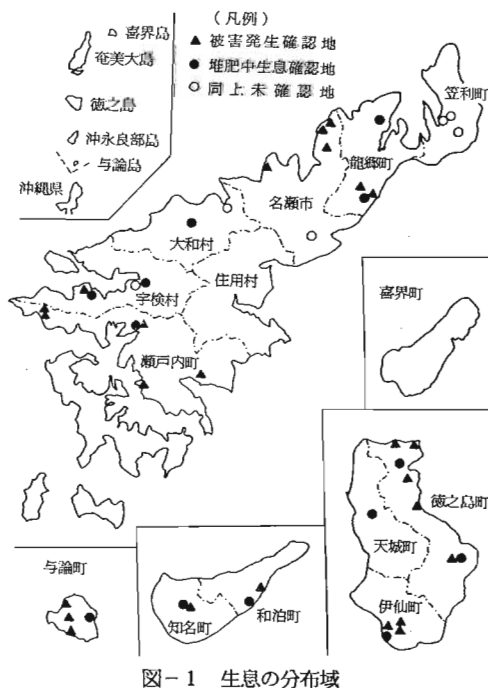 (凡例)
▲被害発生確認地
●堆肥中生息確認地
○同上未確認地
喜界島
奄美大島
徳之島
沖永良部島
与論島
沖縄県
笠利町
龍郷町
名瀬市
大和村
住用村
宇検村
瀬戸内町
喜界町
徳之島町
天城町
伊仙町
与論町
知名町
和泊町
図-1 生息の分布域